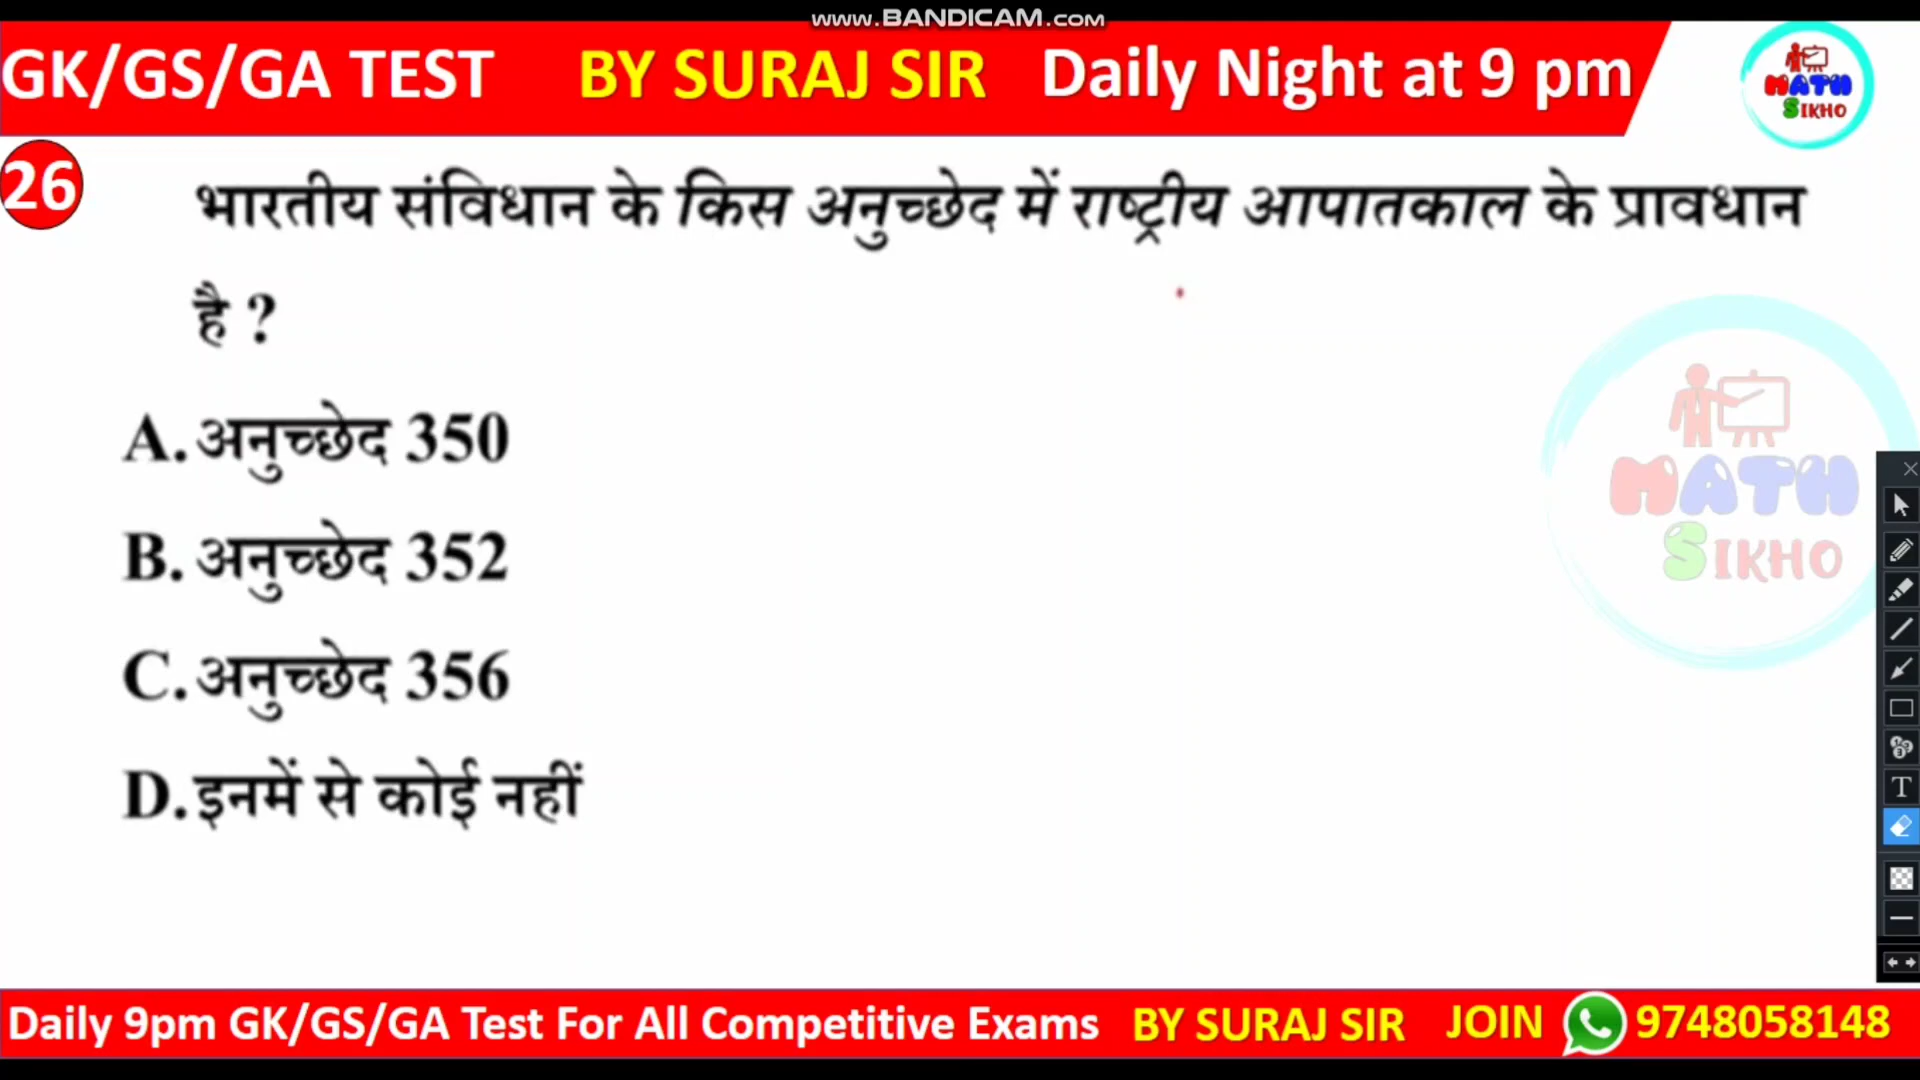 www.BANDICAM.com
GK/GS/GA TEST BY SURAJ SIR Daily Night at 9 pm
MATH
SIKHO
26
भारतीय संविधान के किस अनुच्छेद में राष्ट्रीय आपातकाल के प्रावधान
है ?
A. अनुच्छेद 350
B. अनुच्छेद 352
C. अनुच्छेद 356
D. इनमें से कोई नहीं
MATH
SIKHO
T
Daily 9pm GK/GS/GA Test For All Competitive Exams BY SURAJ SIR JOIN 9748058148